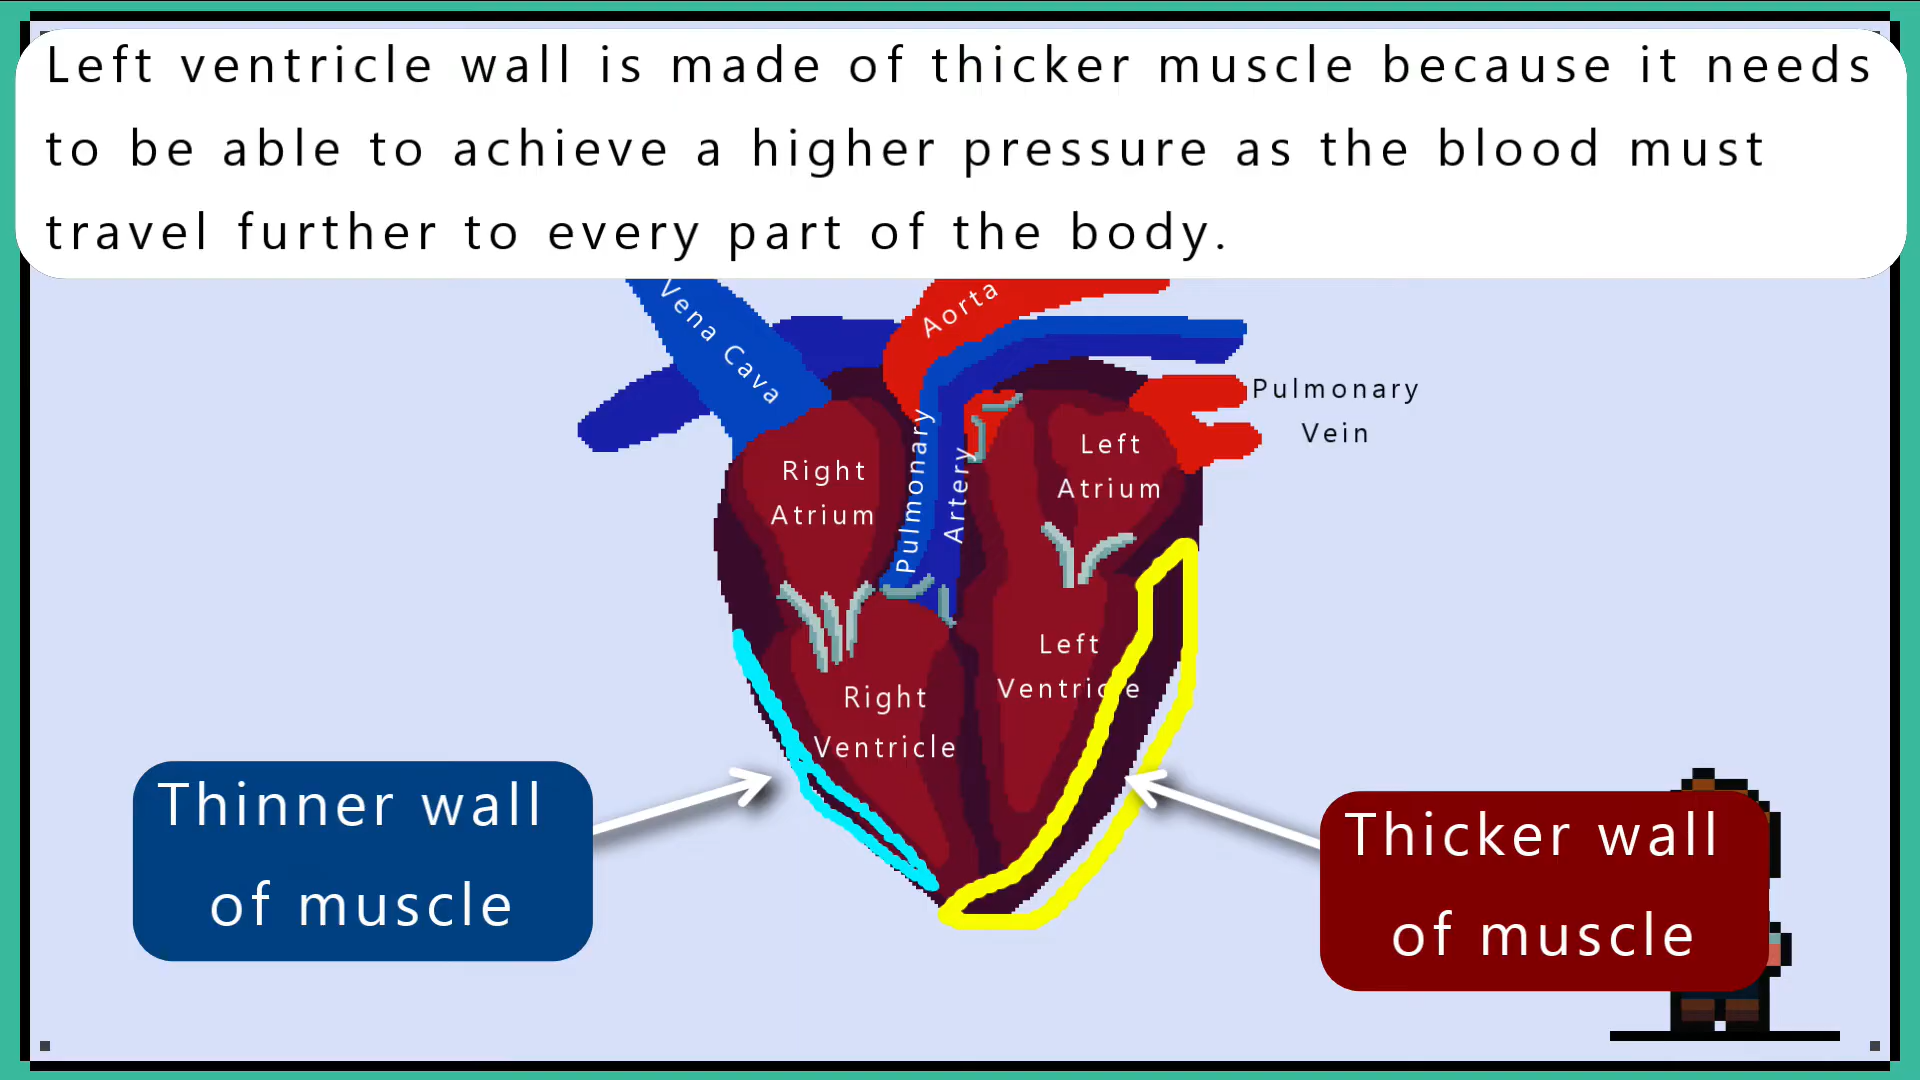 Left ventricle wall is made of thicker muscle because it needs
to be able to achieve a higher pressure as the blood must
travel further to every part of the body.
Vena Cava
Aorta
Pulmonary
Vein
Left
Atrium
Right
Atrium
Pulmonary
Artery
Left
Ventricle
Right
Ventricle
Thinner wall
of muscle
Thicker wall
of muscle